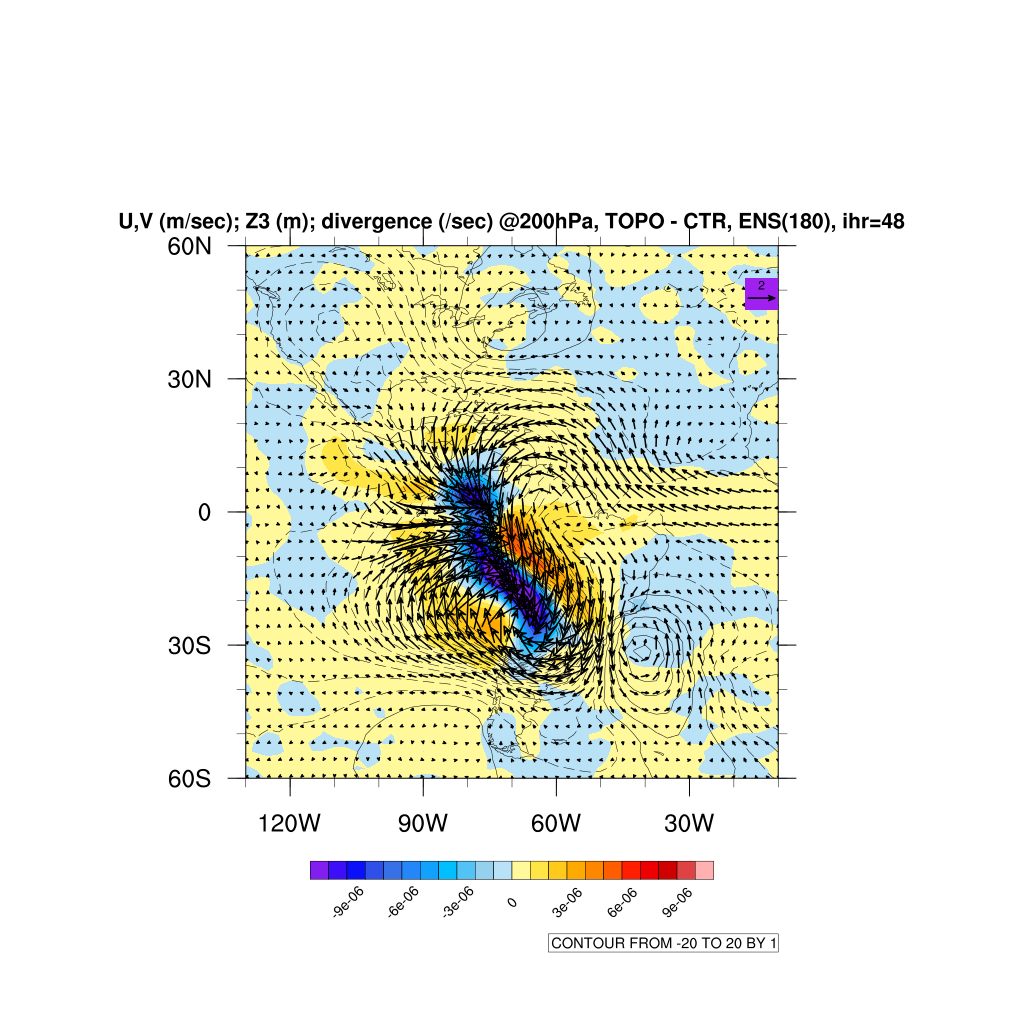 U,V (m/sec); Z3 (m); divergence (/sec) @200hPa, TOPO - CTR, ENS(180), ihr=48
60N
2
30N
0
30S
60S
120W 90W 60W 30W
-9e-06 -6e-06 -3e-06 0 3e-06 6e-06 9e-06
CONTOUR FROM -20 TO 20 BY 1